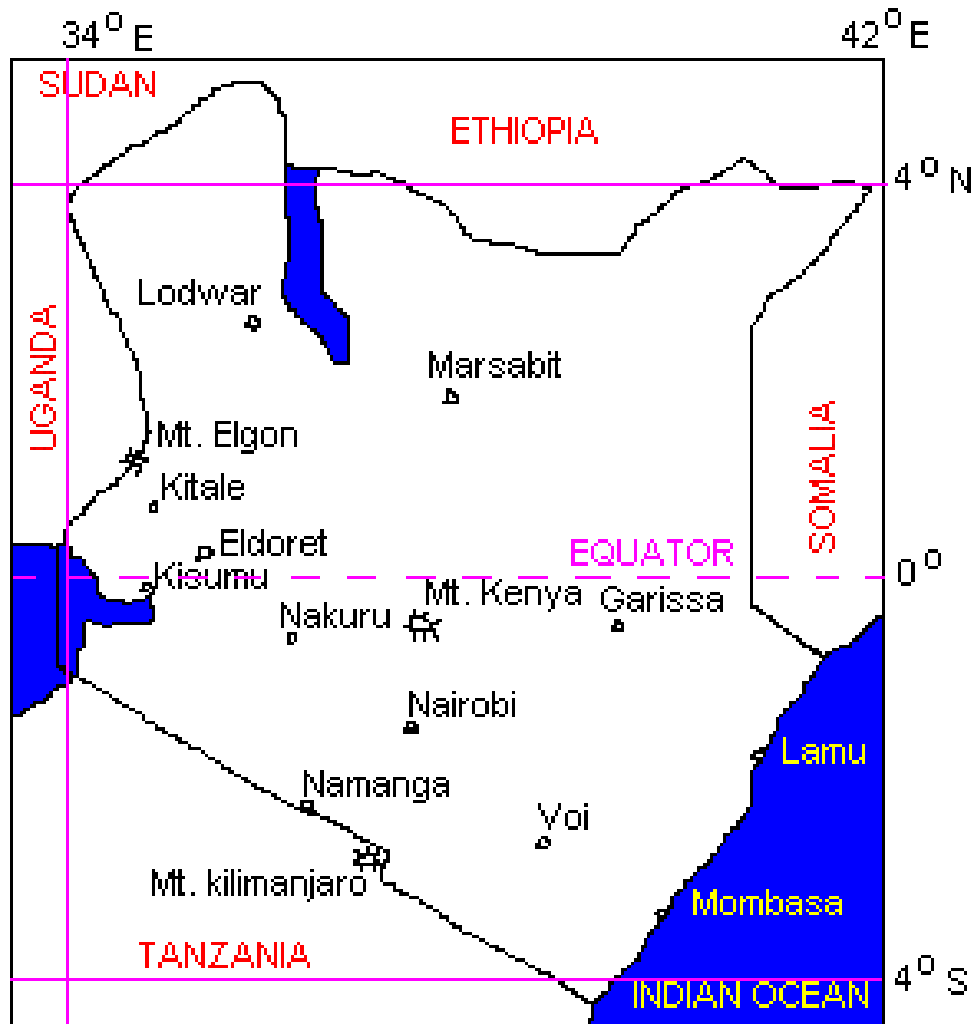 34° E
42° E
SUDAN
ETHIOPIA
4° N
Lodwar
UGANDA
Marsabit
SOMALIA
Mt. Elgon
Kitale
Eldoret
EQUATOR
0°
Kisumu
Mt. Kenya
Garissa
Nakuru
Nairobi
Lamu
Namanga
Voi
Mt. kilimanjaro
Mombasa
TANZANIA
4° S
INDIAN OCEAN